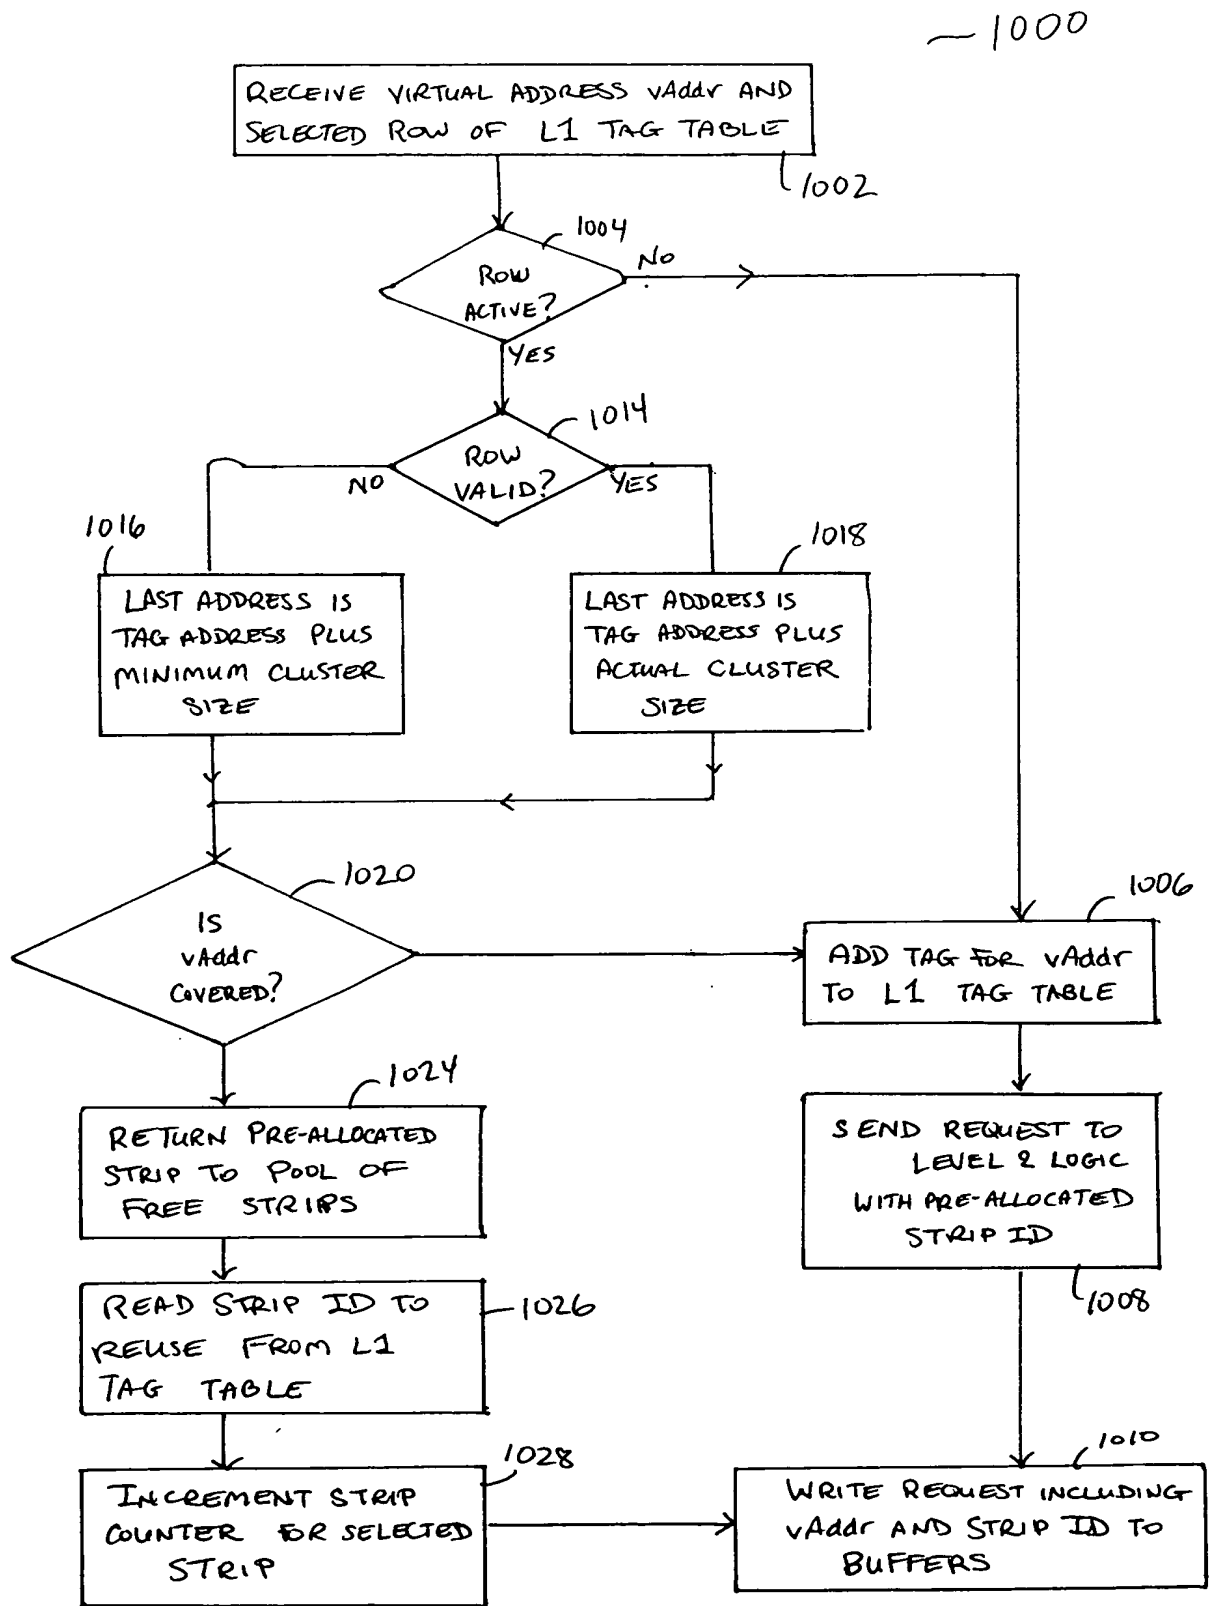 1000
RECEIVE VIRTUAL ADDRESS vAddr AND
SELECTED ROW OF L1 TAG TABLE
1002
1004
ROW
ACTIVE?
NO
YES
1014
ROW
VALID?
NO
YES
1016
LAST ADDRESS IS
TAG ADDRESS PLUS
MINIMUM CLUSTER
SIZE
1018
LAST ADDRESS IS
TAG ADDRESS PLUS
ACTUAL CLUSTER
SIZE
1020
IS
vAddr
COVERED?
1006
ADD TAG FOR vAddr
TO L1 TAG TABLE
1024
RETURN PRE-ALLOCATED
STRIP TO POOL OF
FREE STRIPS
SEND REQUEST TO
LEVEL 2 LOGIC
WITH PRE-ALLOCATED
STRIP ID
1008
READ STRIP ID TO
REUSE FROM L1
TAG TABLE
1026
INCREMENT STRIP
COUNTER FOR SELECTED
STRIP
1028
1010
WRITE REQUEST INCLUDING
vAddr AND STRIP ID TO
BUFFERS